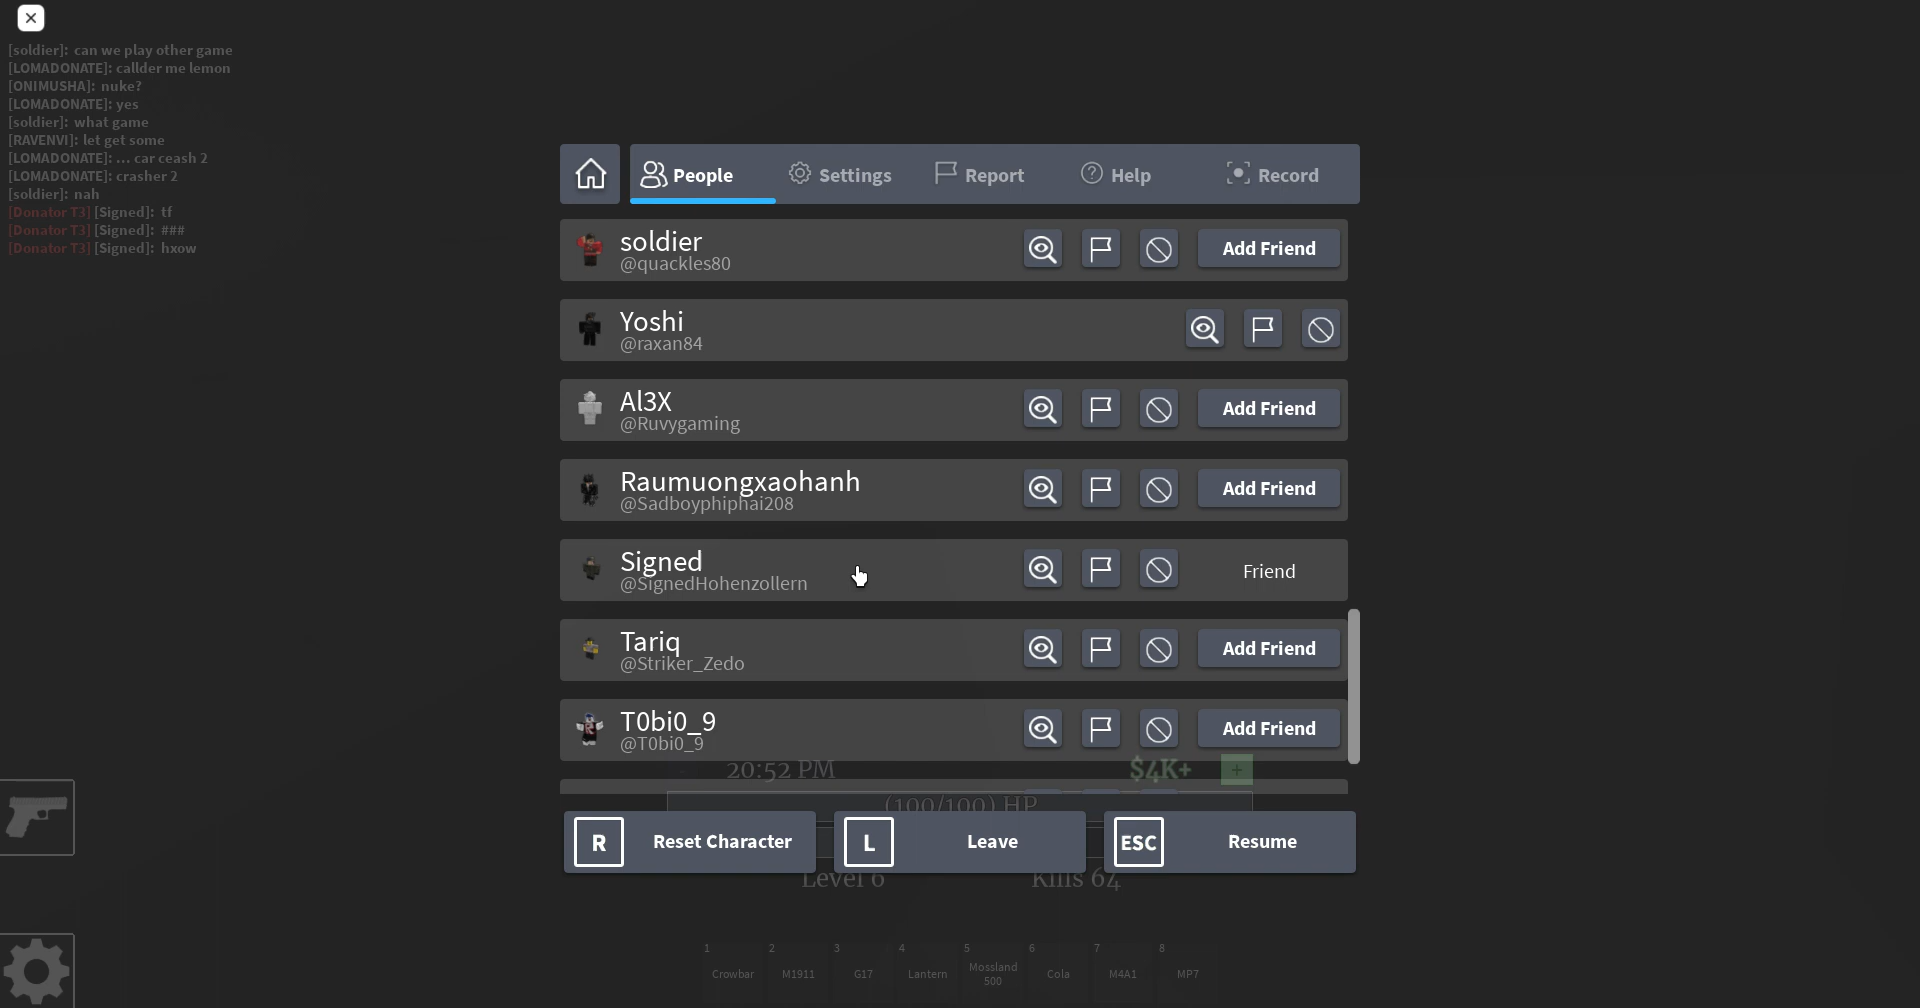 [soldier]: can we play other game
[LOMADONATE]: callder me lemon
[ONIMUSHA]: nuke?
[LOMADONATE]: yes
[soldier]: what game
[RAVENVI]: let get some
[LOMADONATE]: ... car ceash 2
[LOMADONATE]: crasher 2
[soldier]: nah
[Donator T3] [Signed]: tf
[Donator T3] [Signed]: ###
[Donator T3] [Signed]: hxow
People Settings Report Help Record
soldier
@quackles80
Add Friend
Yoshi
@raxan84
Al3X
@Ruvygaming
Add Friend
Raumuongxaohanh
@Sadboyphiphai208
Add Friend
Signed
@SignedHohenzollern
Friend
Tariq
@Striker_Zedo
Add Friend
T0bi0_9
@T0bi0_9
Add Friend
20:52 PM $4K+ +
(100/100) HP
R Reset Character L Leave ESC Resume
Level 6 Kills 64
1 2 3 4 5 6 7 8
Crowbar M1911 G17 Lantern Mossland 500 Cola M4A1 MP7